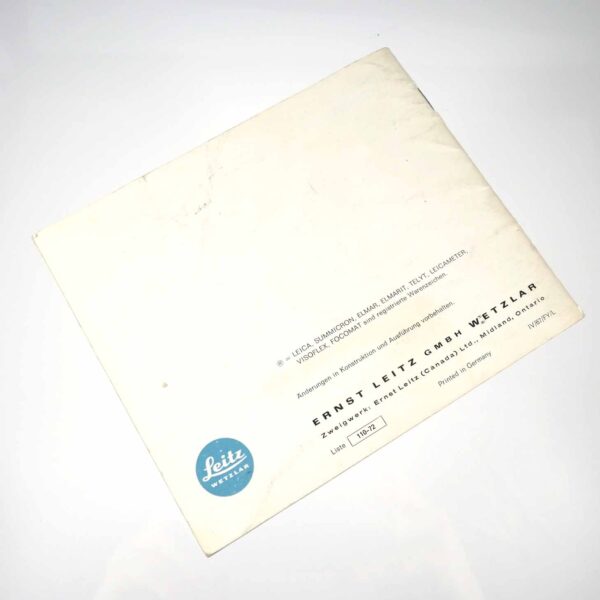 ® = LEICA, SUMMICRON, ELMAR, ELMARIT, TELYT, LEICAMETER,
VISOFLEX, FOCOMAT sind registrierte Warenzeichen.
Änderungen in Konstruktion und Ausführung vorbehalten.
ERNST LEITZ GMBH WETZLAR
Zweigwerk: Ernst Leitz (Canada) Ltd., Midland, Ontario
Liste 110-72
Printed in Germany
Leitz
WETZLAR